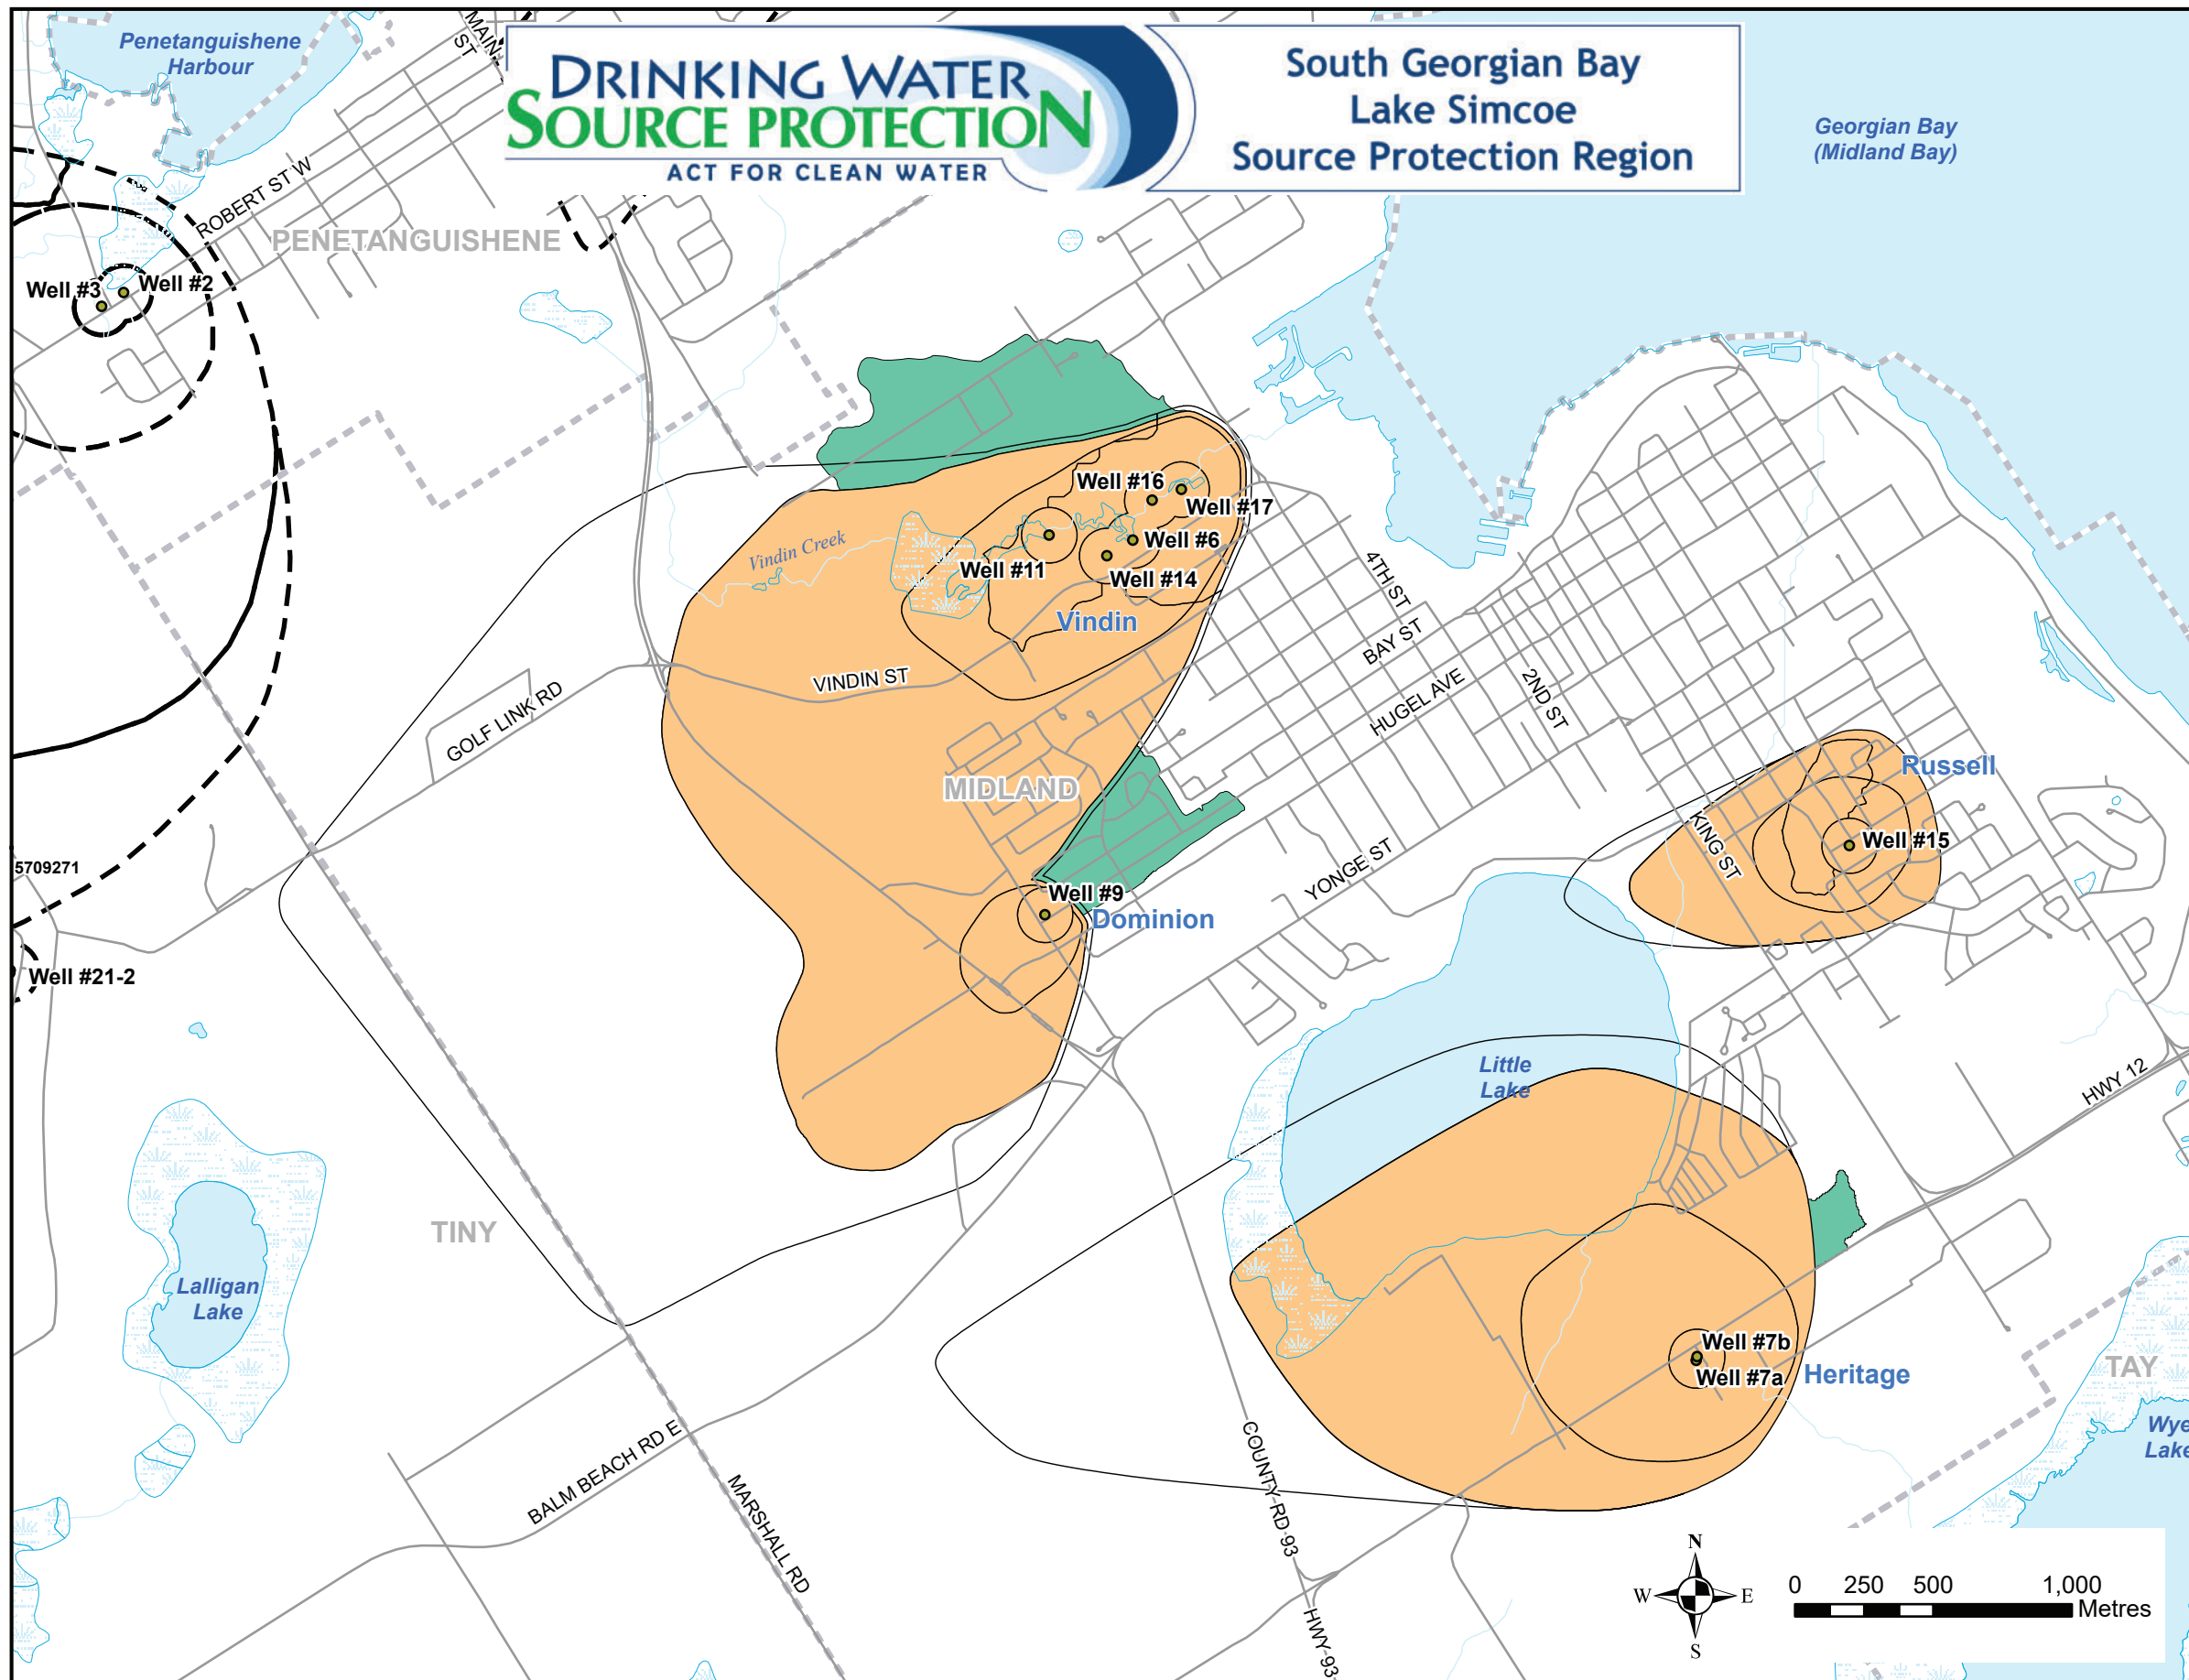 Penetanguishene
Harbour
MAIN
ST
DRINKING WATER
SOURCE PROTECTION
ACT FOR CLEAN WATER
South Georgian Bay
Lake Simcoe
Source Protection Region
Georgian Bay
(Midland Bay)
ROBERT ST W
PENETANGUISHENE
Well #3
Well #2
Well #16
Well #17
Well #6
Well #11
Well #14
Vindin Creek
Vindin
VINDIN ST
GOLF LINK RD
4TH ST
BAY ST
HUGEL AVE
2ND ST
MIDLAND
Russell
KING ST
Well #15
YONGE ST
5709271
Well #9
Dominion
Well #21-2
Little
Lake
HWY 12
TINY
Lalligan
Lake
Well #7b
Well #7a
Heritage
TAY
Wye
Lake
BALM BEACH RD E
MARSHALL RD
COUNTY RD 93
HWY 93
N
W
E
S
0
250
500
1,000
Metres